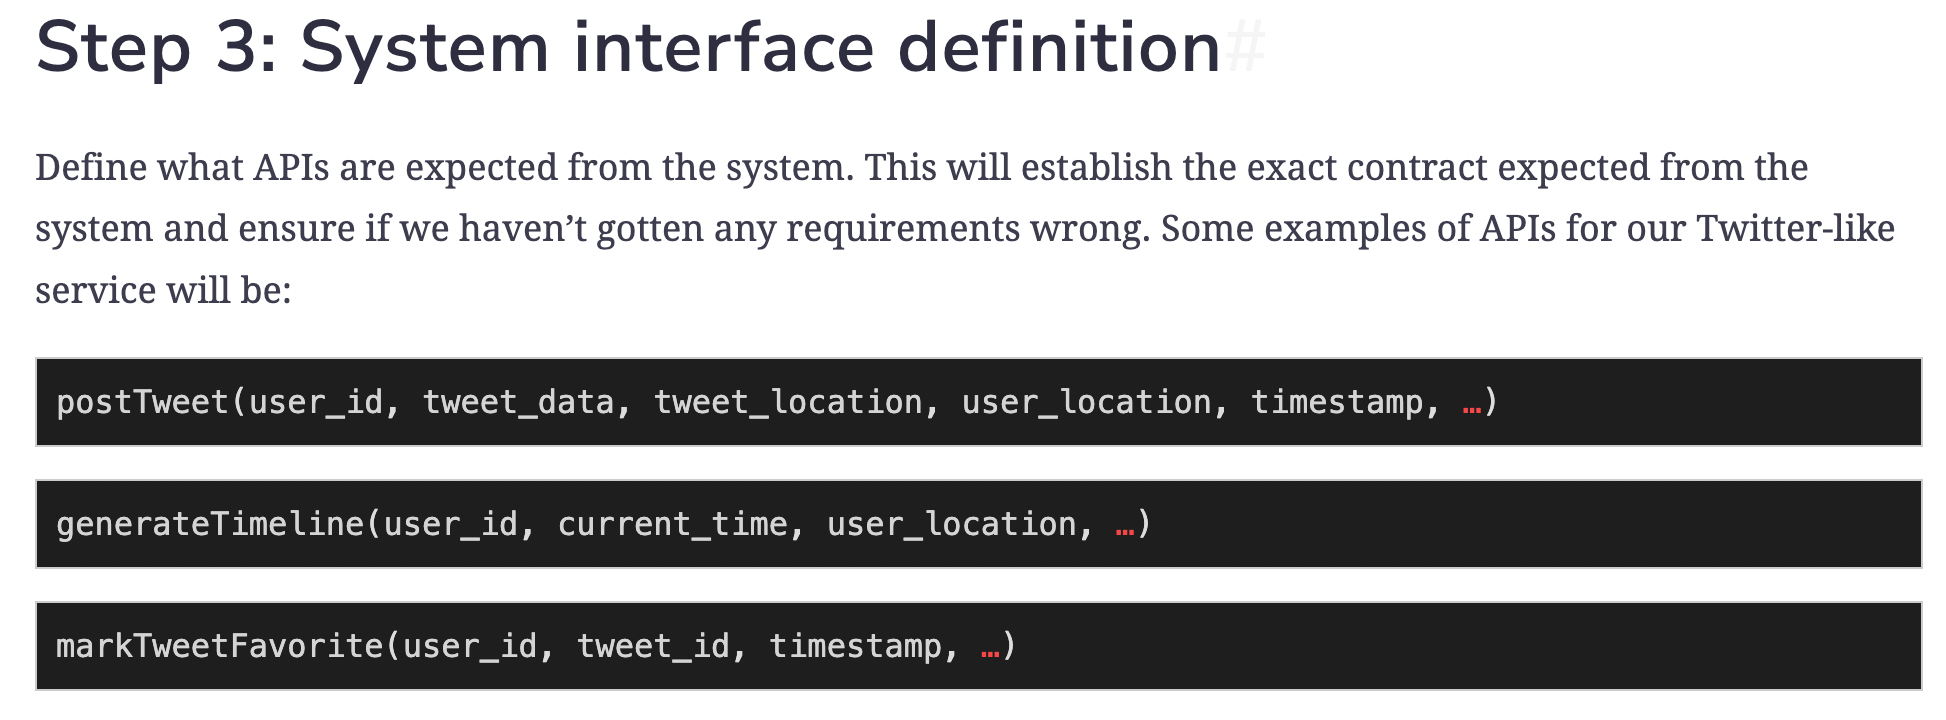 Step 3: System interface definition#
Define what APIs are expected from the system. This will establish the exact contract expected from the
system and ensure if we haven’t gotten any requirements wrong. Some examples of APIs for our Twitter-like
service will be:
postTweet(user_id, tweet_data, tweet_location, user_location, timestamp, …)
generateTimeline(user_id, current_time, user_location, …)
markTweetFavorite(user_id, tweet_id, timestamp, …)